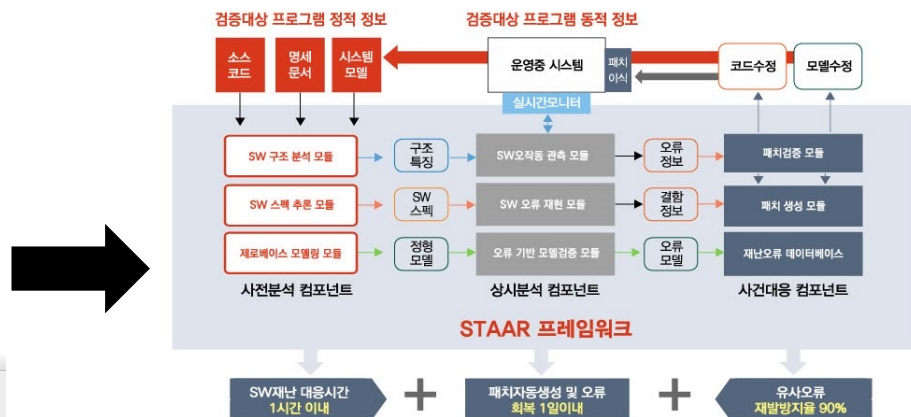 검증대상 프로그램 정적 정보
검증대상 프로그램 동적 정보
소스
코드
명세
문서
시스템
모델
운영중 시스템
패치
이식
코드수정
모델수정
실시간모니터
SW 구조 분석 모듈
구조
특징
SW오작동 관측 모듈
오류
정보
패치검증 모듈
SW 스펙 추론 모듈
SW
스펙
SW 오류 재현 모듈
결함
정보
패치 생성 모듈
제로베이스 모델링 모듈
정형
모델
오류 기반 모델검증 모듈
오류
모델
재난오류 데이터베이스
사전분석 컴포넌트
상시분석 컴포넌트
사건대응 컴포넌트
STAAR 프레임워크
SW재난 대응시간
1시간 이내
+
패치자동생성 및 오류
회복 1일이내
+
유사오류
재발방지율 90%